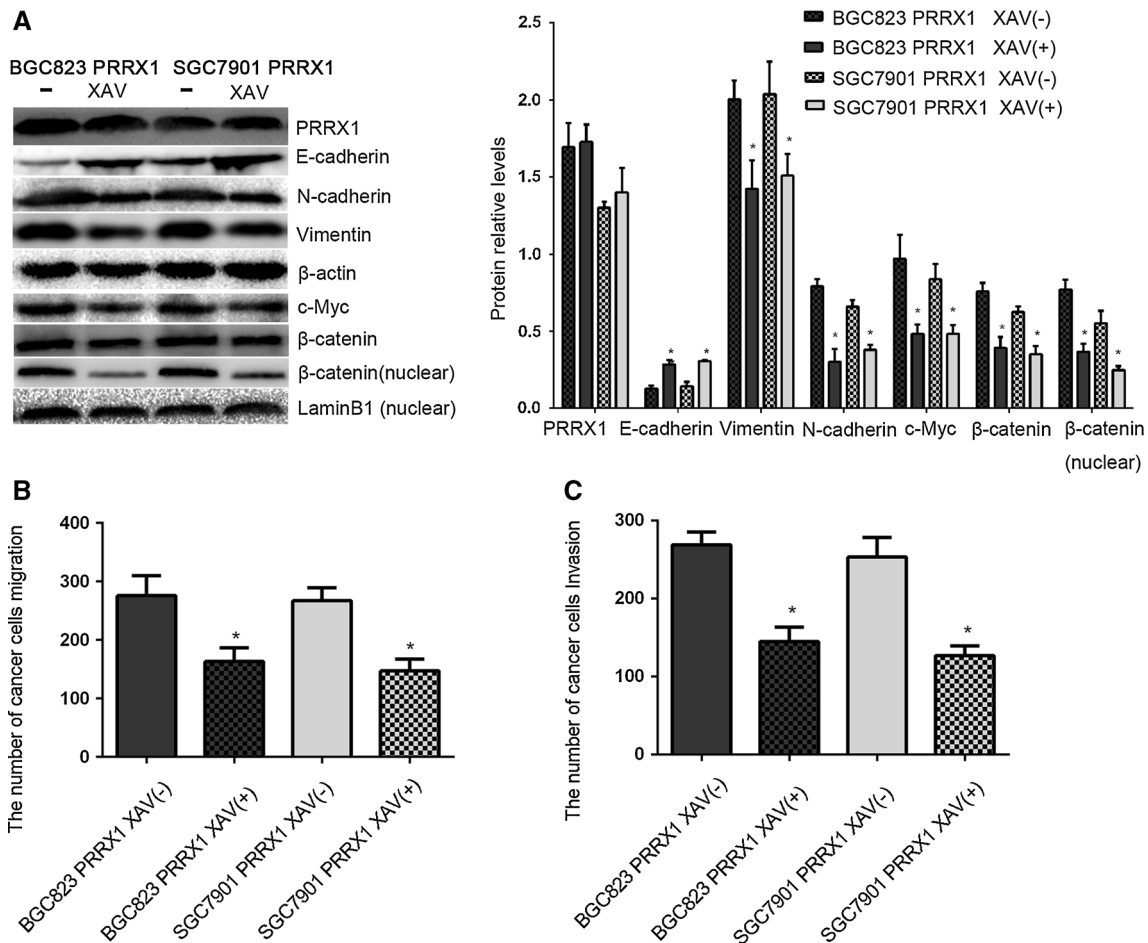 A
BGC823 PRRX1 SGC7901 PRRX1
– XAV – XAV
PRRX1
E-cadherin
N-cadherin
Vimentin
β-actin
c-Myc
β-catenin
β-catenin(nuclear)
LaminB1 (nuclear)
Protein relative levels
2.5
2.0
1.5
1.0
0.5
0.0
BGC823 PRRX1 XAV(-)
BGC823 PRRX1 XAV(+)
SGC7901 PRRX1 XAV(-)
SGC7901 PRRX1 XAV(+)
* * * * * * * * * * * *
PRRX1 E-cadherin Vimentin N-cadherin c-Myc β-catenin β-catenin
(nuclear)
B
The number of cancer cells migration
400
300
200
100
0
* *
BGC823 PRRX1 XAV(-)
BGC823 PRRX1 XAV(+)
SGC7901 PRRX1 XAV(-)
SGC7901 PRRX1 XAV(+)
C
The number of cancer cells Invasion
300
200
100
0
* *
BGC823 PRRX1 XAV(-)
BGC823 PRRX1 XAV(+)
SGC7901 PRRX1 XAV(-)
SGC7901 PRRX1 XAV(+)